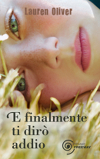 Lauren Oliver
E finalmente
ti dirò
addio